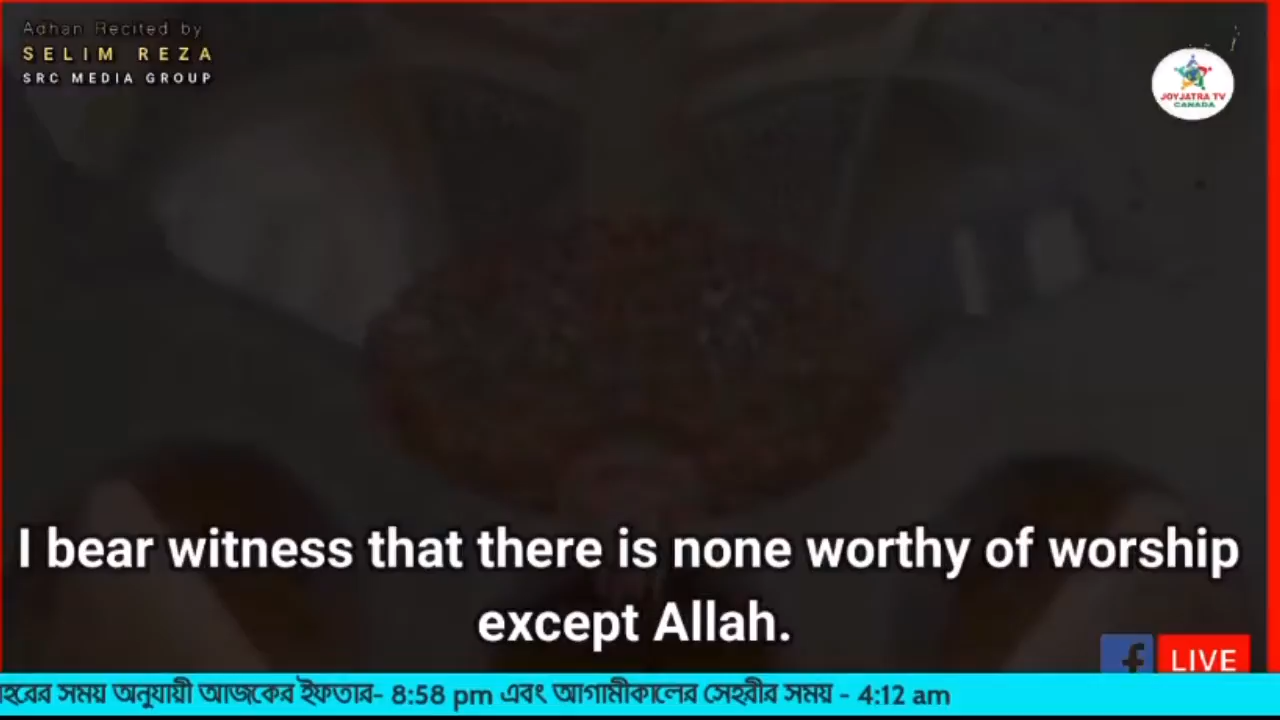 Adhan Recited by
SELIM REZA
SRC MEDIA GROUP
JOYJATRA TV
CANADA
I bear witness that there is none worthy of worship
except Allah.
f LIVE
সময় অনুযায়ী আজকের ইফতার- 8:58 pm এবং আগামীকালের সেহরীর সময় - 4:12 am